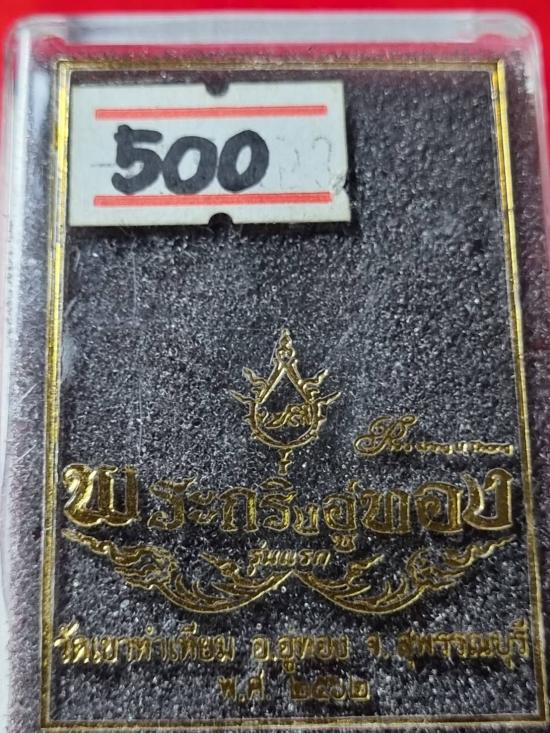 500
พระกริ่งอู่ทอง
รุ่นแรก
วัดเขาทำเทียม อ.อู่ทอง จ.สุพรรณบุรี
พ.ศ ๒๕๖๒